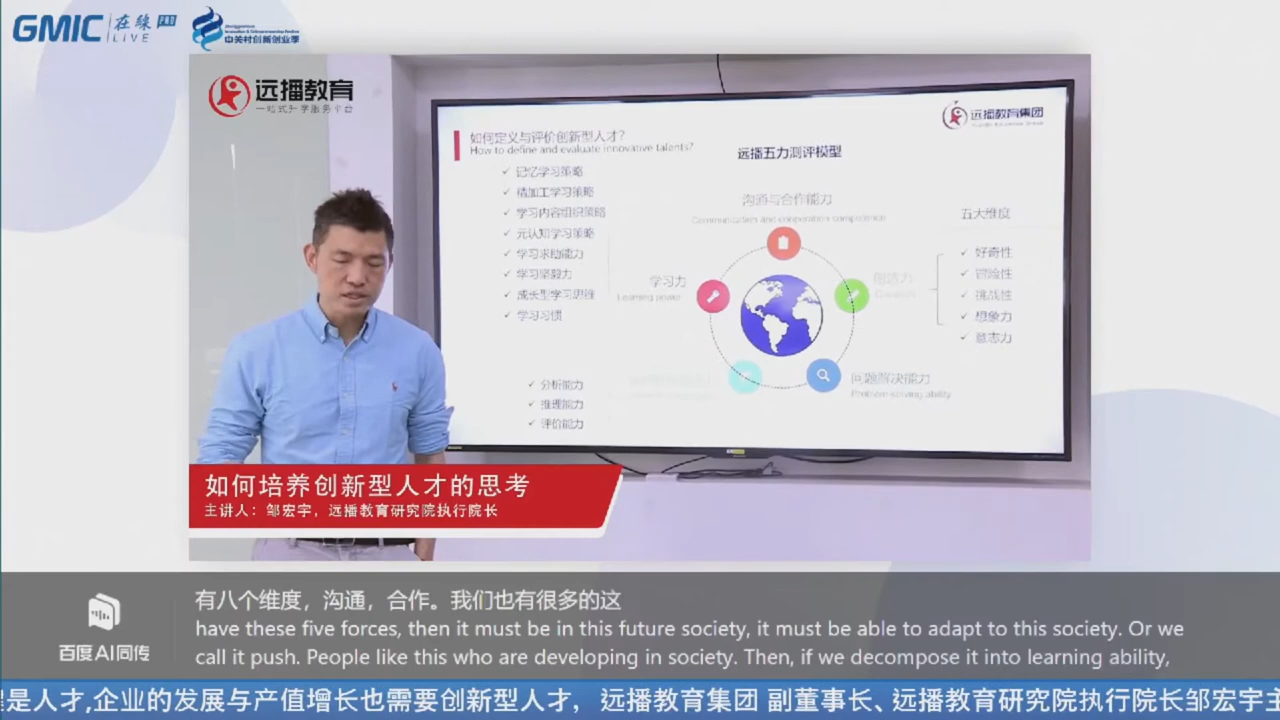 GMIC 在線 PRO
LIVE
中关村创新创业季
远播教育
一站式升学服务平台
远播教育集团
如何定义与评价创新型人才？
How to define and evaluate innovative talents?
远播五力测评模型
记忆学习策略
精加工学习策略
学习内容组织策略
元认知学习策略
学习求助能力
学习坚毅力
成长型学习思维
学习习惯
沟通与合作能力
Communication and cooperation competence
学习力
Learning power
创造力
Creativity
五大维度
好奇性
冒险性
挑战性
想象力
意志力
问题解决能力
Problem-solving ability
分析能力
推理能力
评价能力
如何培养创新型人才的思考
主讲人：邹宏宇，远播教育研究院执行院长
百度AI同传
有八个维度，沟通，合作。我们也有很多的这
have these five forces, then it must be in this future society, it must be able to adapt to this society. Or we
call it push. People like this who are developing in society. Then, if we decompose it into learning ability,
是人才,企业的发展与产值增长也需要创新型人才， 远播教育集团 副董事长、远播教育研究院执行院长邹宏宇主